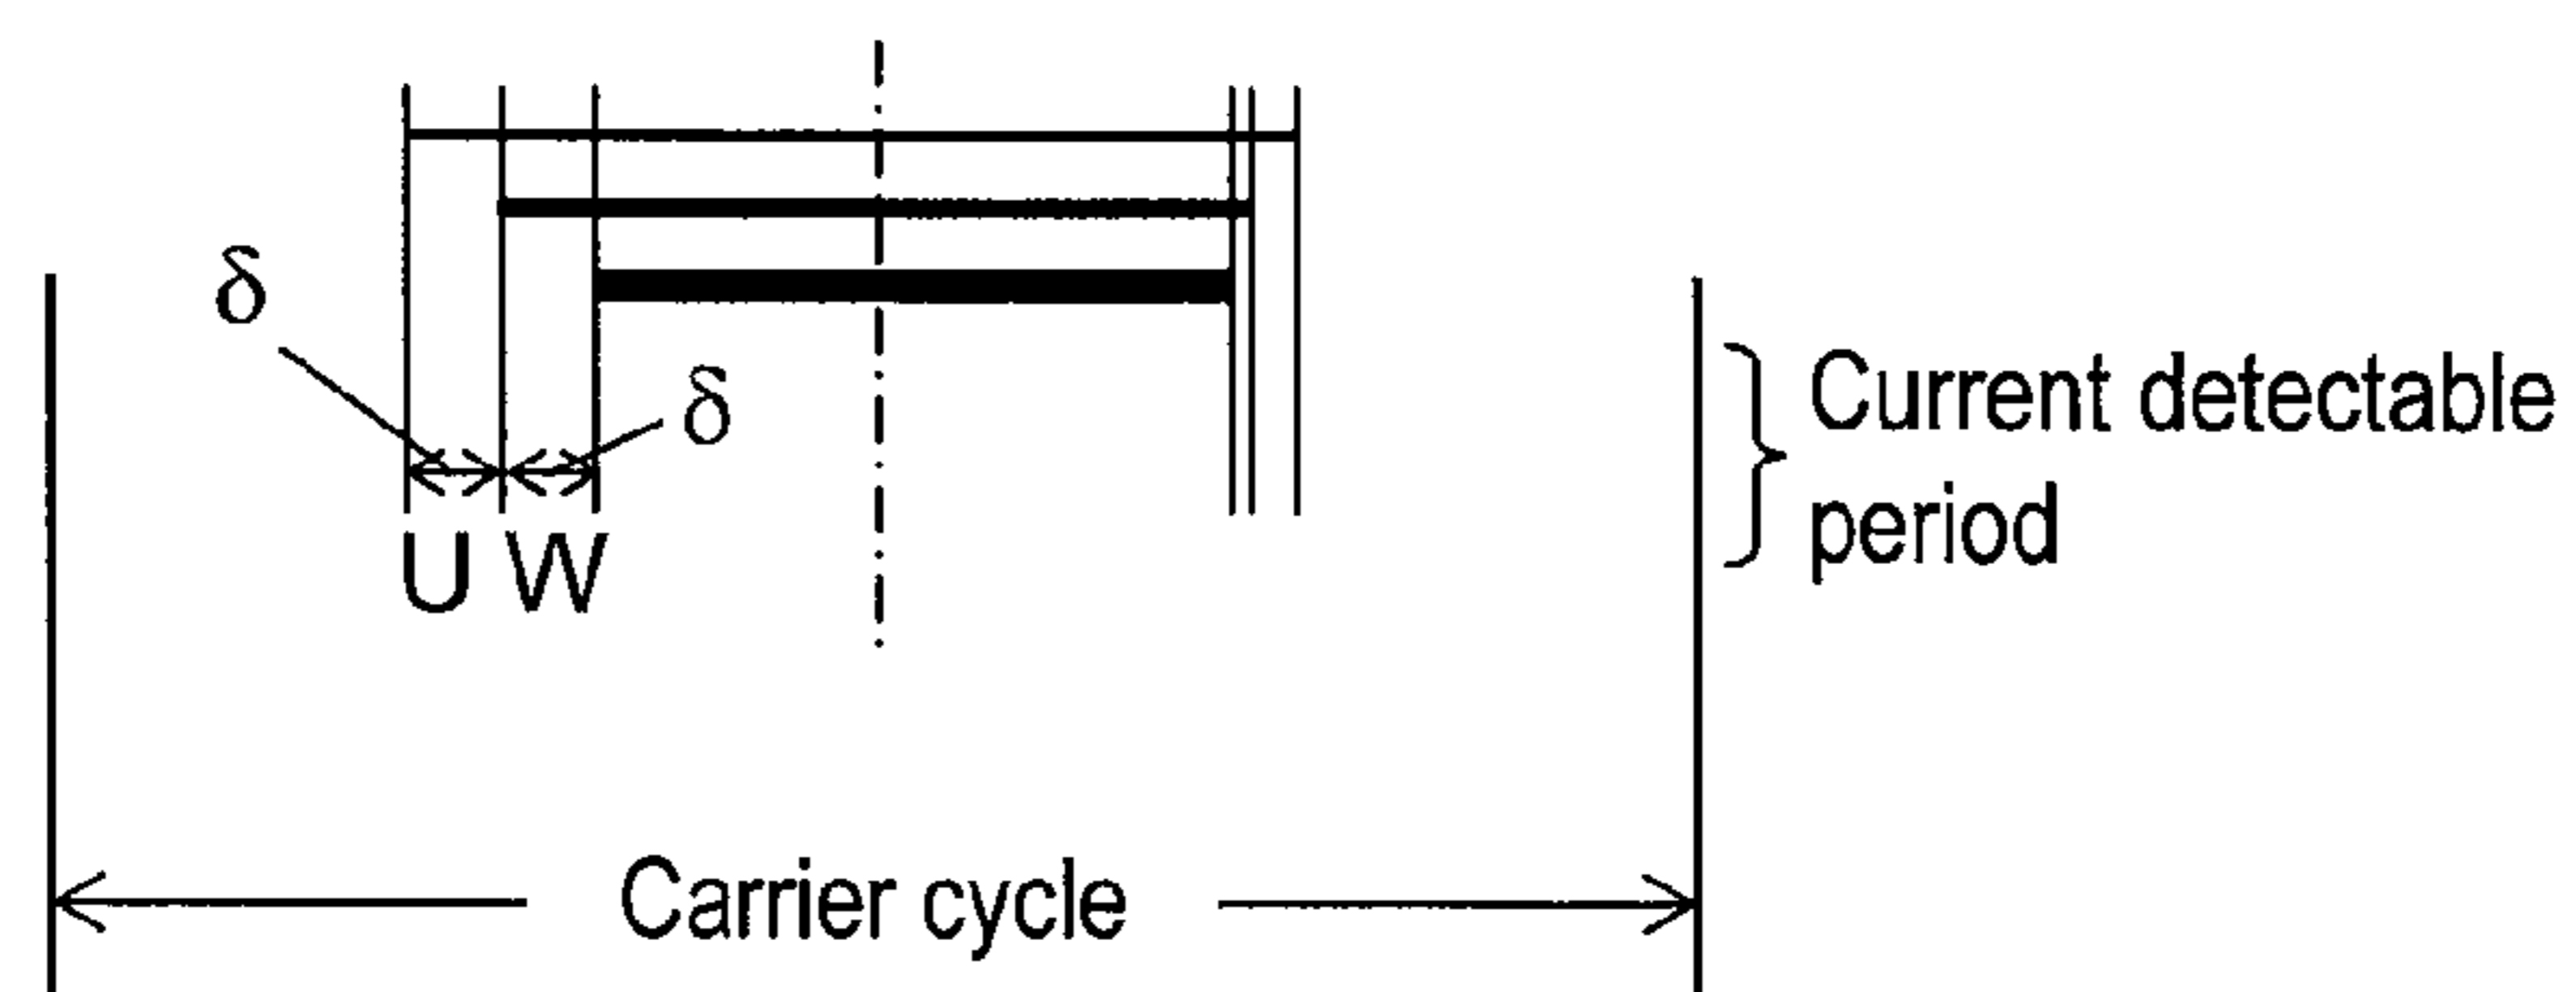 δ
δ
Current detectable
period
U W
Carrier cycle